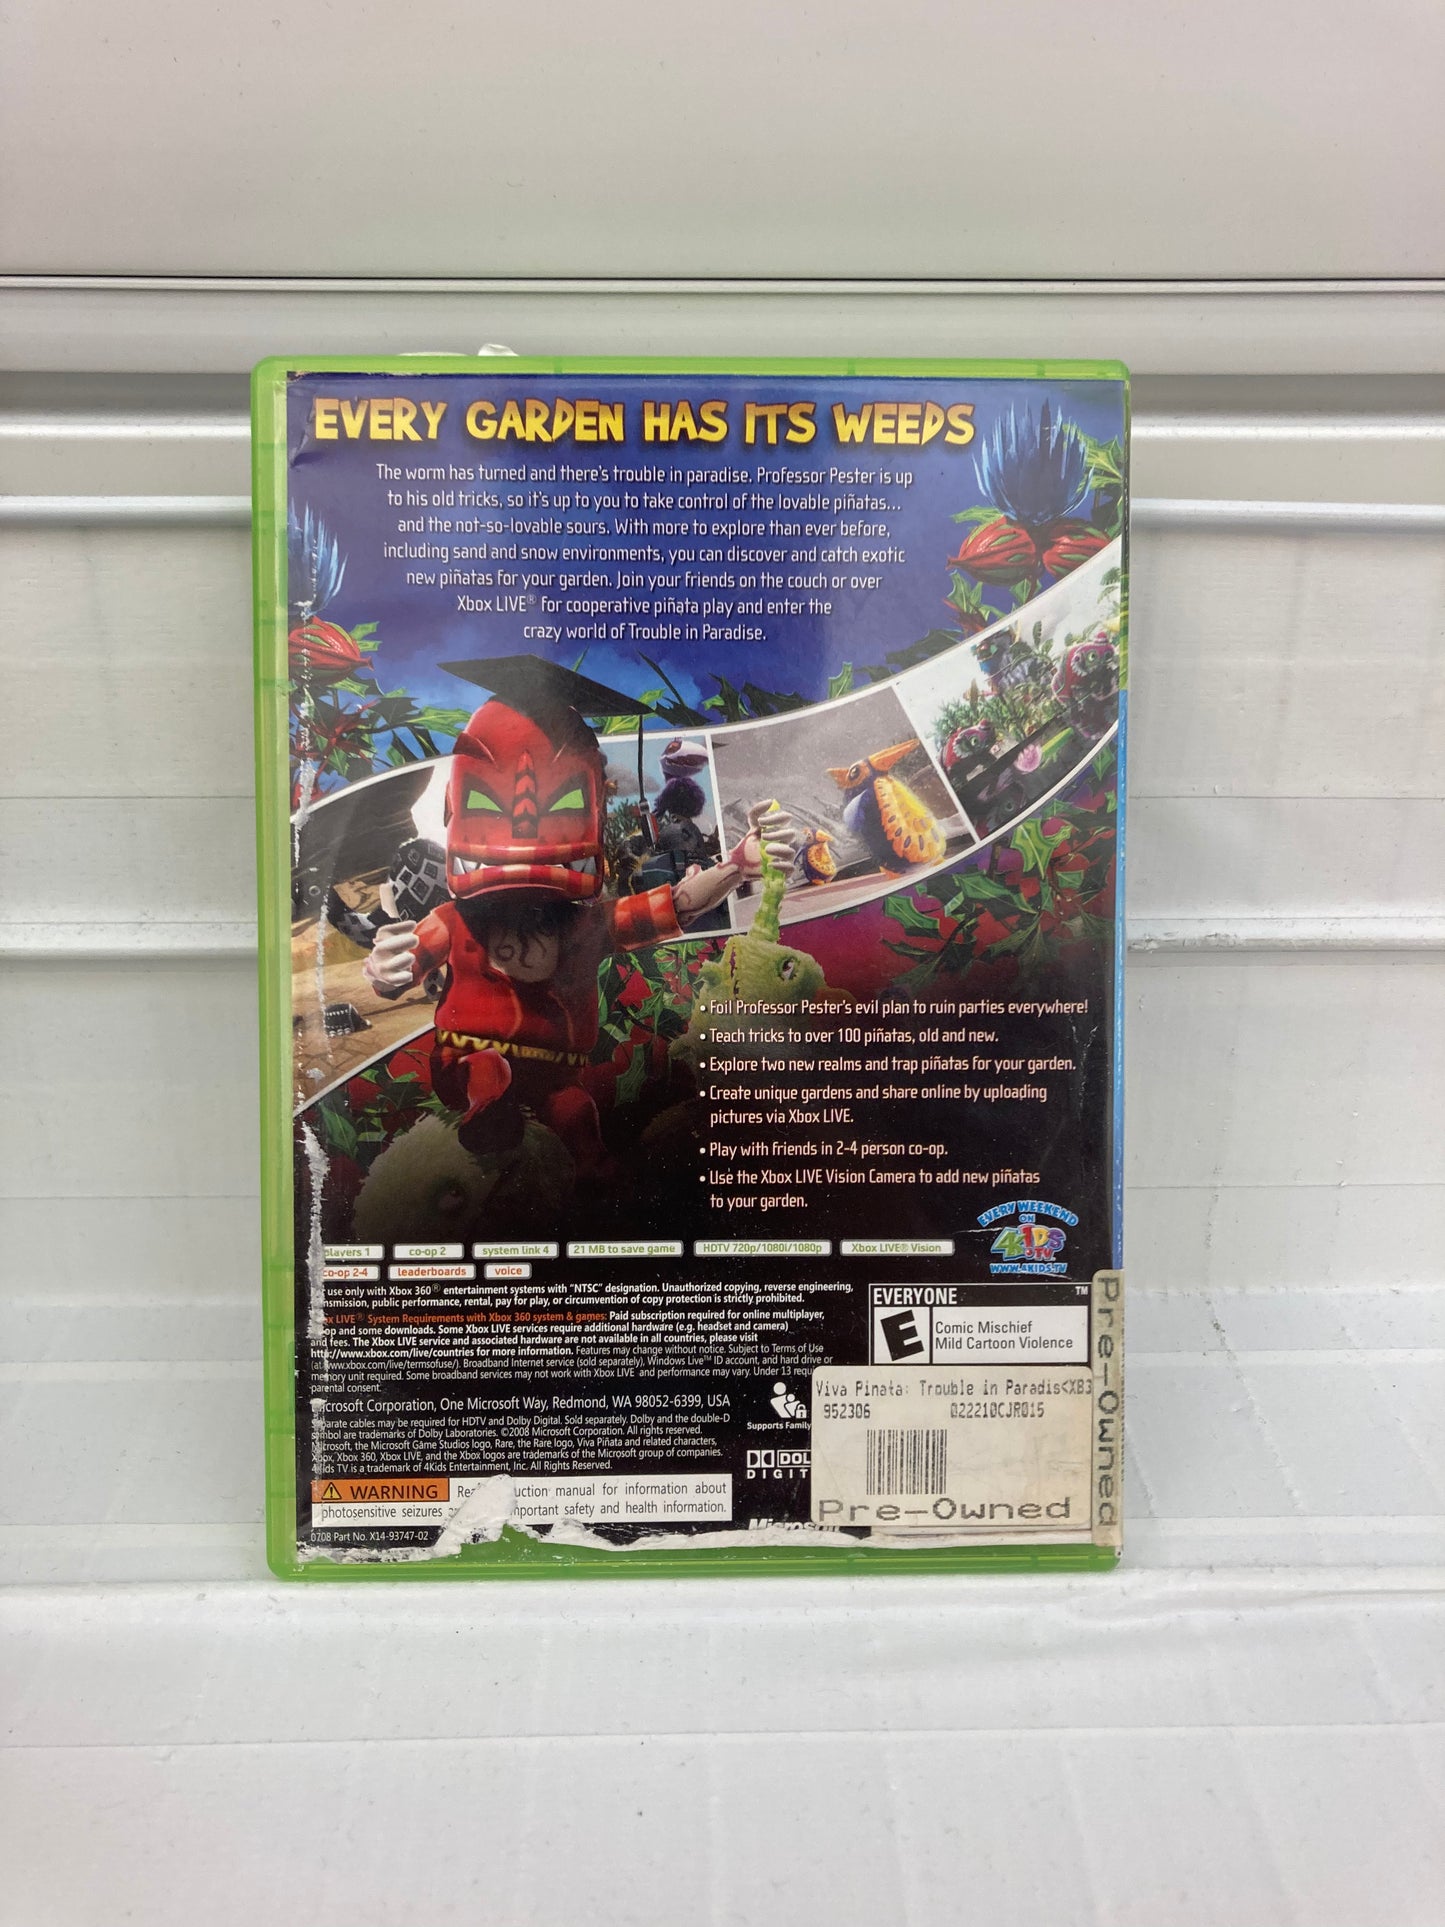 EVERY GARDEN HAS ITS WEEDS
The worm has turned and there's trouble in paradise. Professor Pester is up
to his old tricks, so it's up to you to take control of the lovable piñatas...
and the not-so-lovable sours. With more to explore than ever before,
including sand and snow environments, you can discover and catch exotic
new piñatas for your garden. Join your friends on the couch or over
Xbox LIVE® for cooperative piñata play and enter the
crazy world of Trouble in Paradise.
• Foil Professor Pester's evil plan to ruin parties everywhere!
• Teach tricks to over 100 piñatas, old and new.
• Explore two new realms and trap piñatas for your garden.
• Create unique gardens and share online by uploading
pictures via Xbox LIVE.
• Play with friends in 2-4 person co-op.
• Use the Xbox LIVE Vision Camera to add new piñatas
to your garden.
EVERY WEEKEND
ON
4KIDS
TV
WWW.4KIDS.TV
players 1 co-op 2 system link 4 21 MB to save game HDTV 720p/1080i/1080p Xbox LIVE® Vision
co-op 2-4 leaderboards voice
use only with Xbox 360® entertainment systems with "NTSC" designation. Unauthorized copying, reverse engineering,
nsmission, public performance, rental, pay for play, or circumvention of copy protection is strictly prohibited.
LIVE® System Requirements with Xbox 360 system & games: Paid subscription required for online multiplayer,
op and some downloads. Some Xbox LIVE services require additional hardware (e.g. headset and camera)
and fees. The Xbox LIVE service and associated hardware are not available in all countries, please visit
http://www.xbox.com/live/countries for more information. Features may change without notice. Subject to Terms of Use
(at www.xbox.com/live/termsofuse/). Broadband Internet service (sold separately), Windows Live™ ID account, and hard drive or
memory unit required. Some broadband services may not work with Xbox LIVE and performance may vary. Under 13 requ
parental consent.
Microsoft Corporation, One Microsoft Way, Redmond, WA 98052-6399, USA
Separate cables may be required for HDTV and Dolby Digital. Sold separately. Dolby and the double-D
symbol are trademarks of Dolby Laboratories. ©2008 Microsoft Corporation. All rights reserved.
Microsoft, the Microsoft Game Studios logo, Rare, the Rare logo, Viva Piñata and related characters,
Xbox, Xbox 360, Xbox LIVE, and the Xbox logos are trademarks of the Microsoft group of companies.
4Kids TV is a trademark of 4Kids Entertainment, Inc. All Rights Reserved.
WARNING Rea uction manual for information about
photosensitive seizures important safety and health information.
0708 Part No. X14-93747-02
Supports Family
DOL
DIGIT
Microsoft
EVERYONE ™
E
Comic Mischief
Mild Cartoon Violence
Viva Pinata: Trouble in Paradis<XB3
952306 022210CJR015
Pre-Owned
Pre-Owned